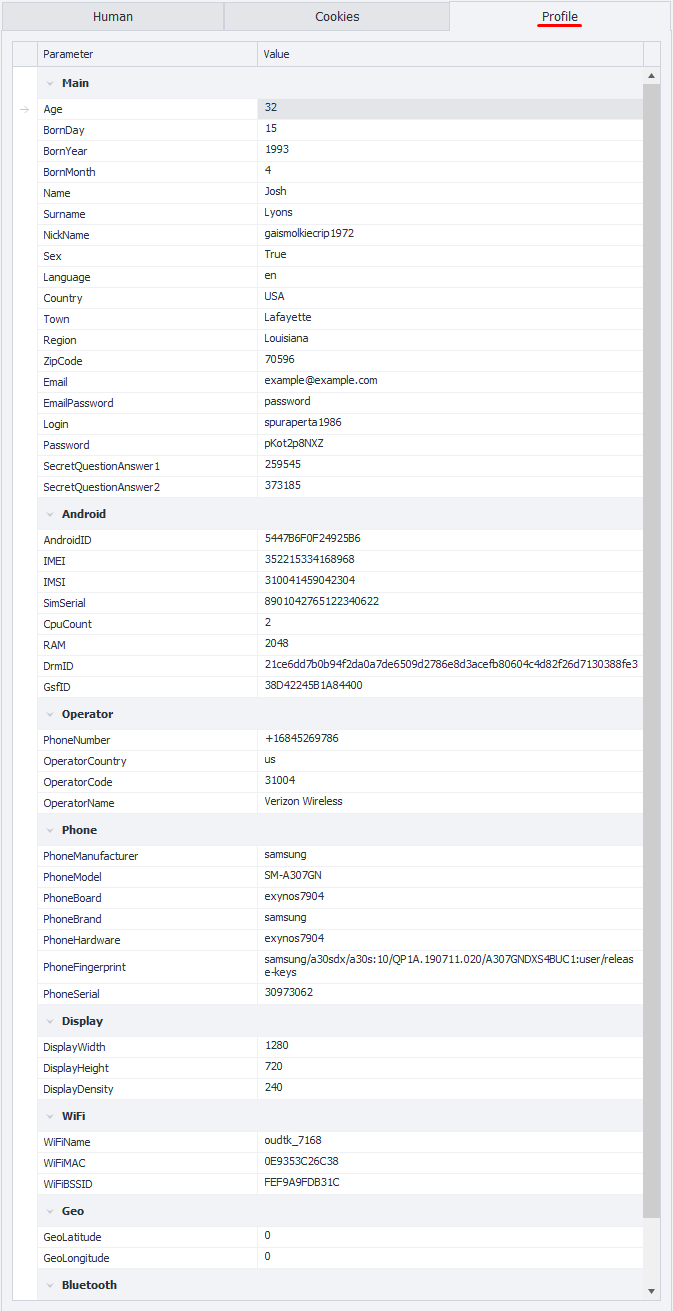 Human Cookies Profile
Parameter Value
Main
Age 32
BornDay 15
BornYear 1993
BornMonth 4
Name Josh
Surname Lyons
NickName gaismolkiecrip1972
Sex True
Language en
Country USA
Town Lafayette
Region Louisiana
ZipCode 70596
Email example@example.com
EmailPassword password
Login spuraperta1986
Password pKot2p8NXZ
SecretQuestionAnswer1 259545
SecretQuestionAnswer2 373185
Android
AndroidID 5447B6F0F24925B6
IMEI 352215334168968
IMSI 310041459042304
SimSerial 8901042765122340622
CpuCount 2
RAM 2048
DrmID 21ce6dd7b0b94f2da0a7de6509d2786e8d3acefb80604c4d82f26d7130388fe3
GsfID 38D42245B1A84400
Operator
PhoneNumber +16845269786
OperatorCountry us
OperatorCode 31004
OperatorName Verizon Wireless
Phone
PhoneManufacturer samsung
PhoneModel SM-A307GN
PhoneBoard exynos7904
PhoneBrand samsung
PhoneHardware exynos7904
PhoneFingerprint samsung/a30sdx/a30s:10/QP1A.190711.020/A307GNDXS4BUC1:user/releas
e-keys
PhoneSerial 30973062
Display
DisplayWidth 1280
DisplayHeight 720
DisplayDensity 240
WiFi
WiFiName oudtk_7168
WiFiMAC 0E9353C26C38
WiFiBSSID FEF9A9FDB31C
Geo
GeoLatitude 0
GeoLongitude 0
Bluetooth